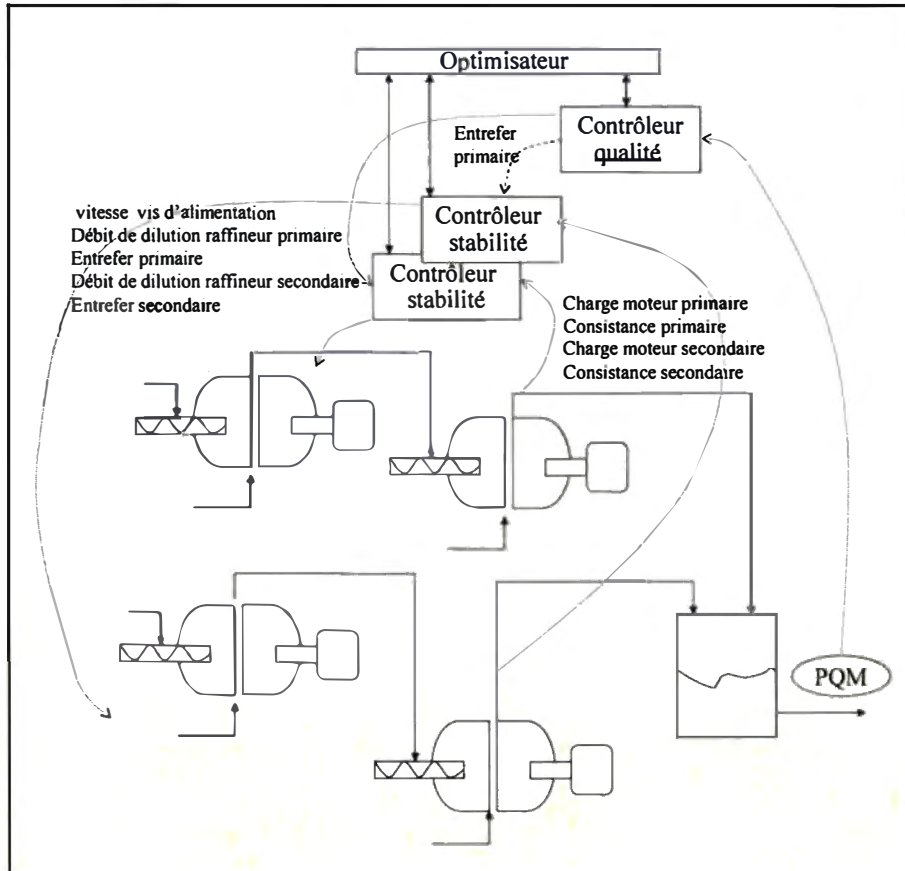 Optimisateur
Entrefer
primaire
Contrôleur
qualité
vitesse vis d'alimentation
Débit de dilution raffineur primaire
Entrefer primaire
Débit de dilution raffineur secondaire
Entrefer secondaire
Contrôleur
stabilité
Contrôleur
stabilité
Charge moteur primaire
Consistance primaire
Charge moteur secondaire
Consistance secondaire
PQM